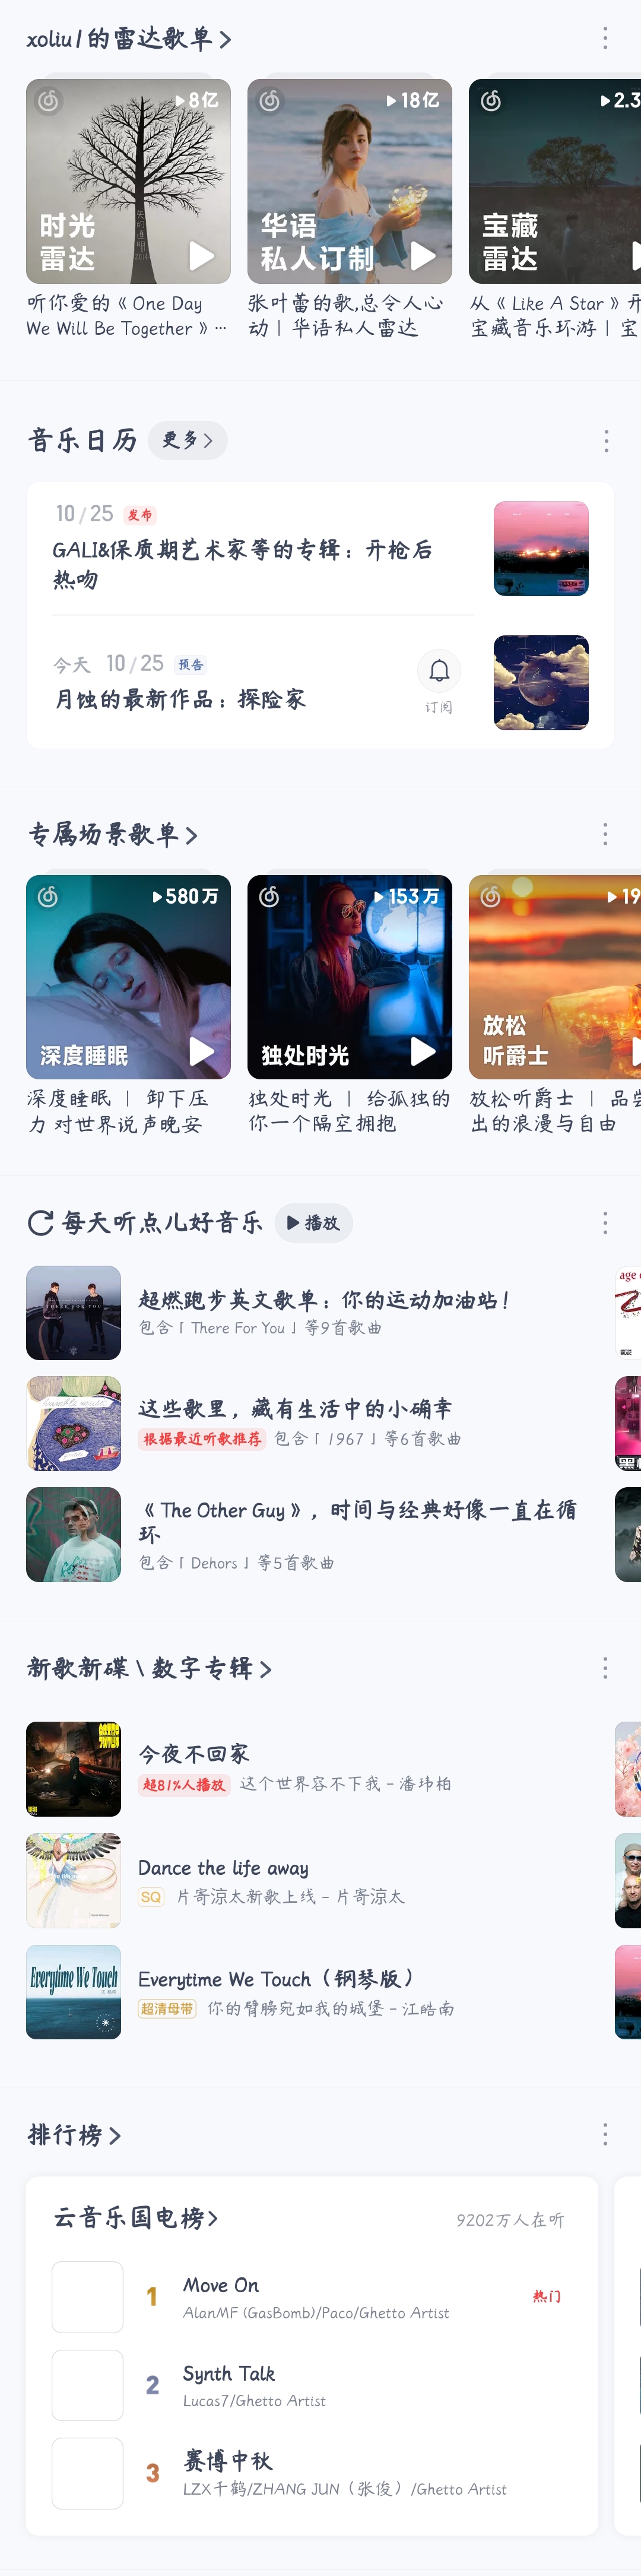 xoliu1的雷达歌单
8亿
时光
雷达
听你爱的《One Day
We Will Be Together》…
18亿
华语
私人订制
张叶蕾的歌,总令人心
动 | 华语私人雷达
2.3
宝藏
雷达
从《Like A Star》开
宝藏音乐环游 | 宝
音乐日历
更多
10/25 发布
GALI&保质期艺术家等的专辑：开枪后
热吻
今天 10/25 预告
月蚀的最新作品：探险家
订阅
专属场景歌单
580万
深度睡眠
深度睡眠 | 卸下压
力 对世界说声晚安
153万
独处时光
独处时光 | 给孤独的
你一个隔空拥抱
19
放松
听爵士
放松听爵士 | 品尝
出的浪漫与自由
每天听点儿好音乐
播放
超燃跑步英文歌单：你的运动加油站！
包含「There For You」等9首歌曲
这些歌里，藏有生活中的小确幸
根据最近听歌推荐 包含「1967」等6首歌曲
《The Other Guy》，时间与经典好像一直在循
环
包含「Dehors」等5首歌曲
新歌新碟\数字专辑
今夜不回家
超81%人播放 这个世界容不下我 - 潘玮柏
Dance the life away
SQ 片寄涼太新歌上线 - 片寄涼太
Everytime We Touch
Everytime We Touch（钢琴版）
超清母带 你的臂膀宛如我的城堡 - 江皓南
排行榜
云音乐国电榜
9202万人在听
1 Move On
AlanMF (GasBomb)/Paco/Ghetto Artist
热门
2 Synth Talk
Lucas7/Ghetto Artist
3 赛博中秋
LZX千鹤/ZHANG JUN（张俊）/Ghetto Artist